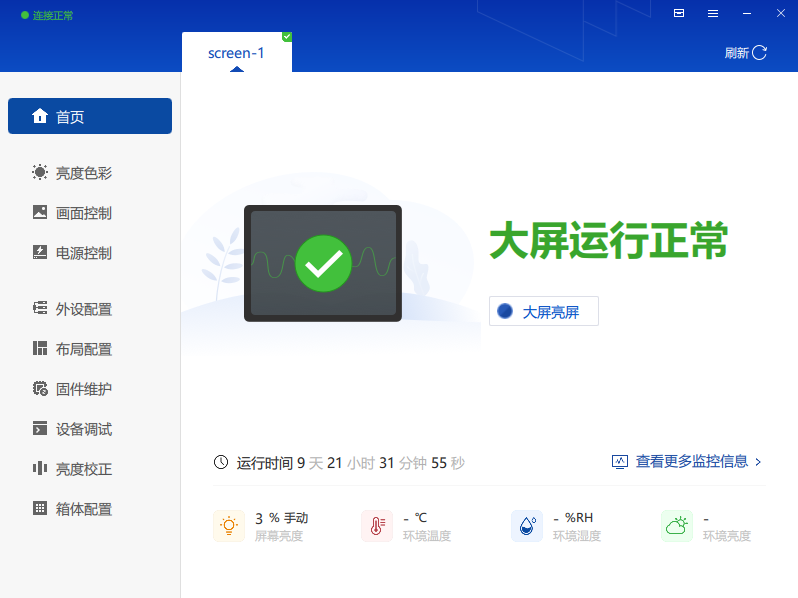 连接正常
screen-1
刷新
首页
亮度色彩
画面控制
电源控制
外设配置
布局配置
固件维护
设备调试
亮度校正
箱体配置
大屏运行正常
大屏亮屏
运行时间 9 天 21 小时 31 分钟 55 秒
查看更多监控信息
3 % 手动
屏幕亮度
- ℃
环境温度
- %RH
环境湿度
-
环境亮度